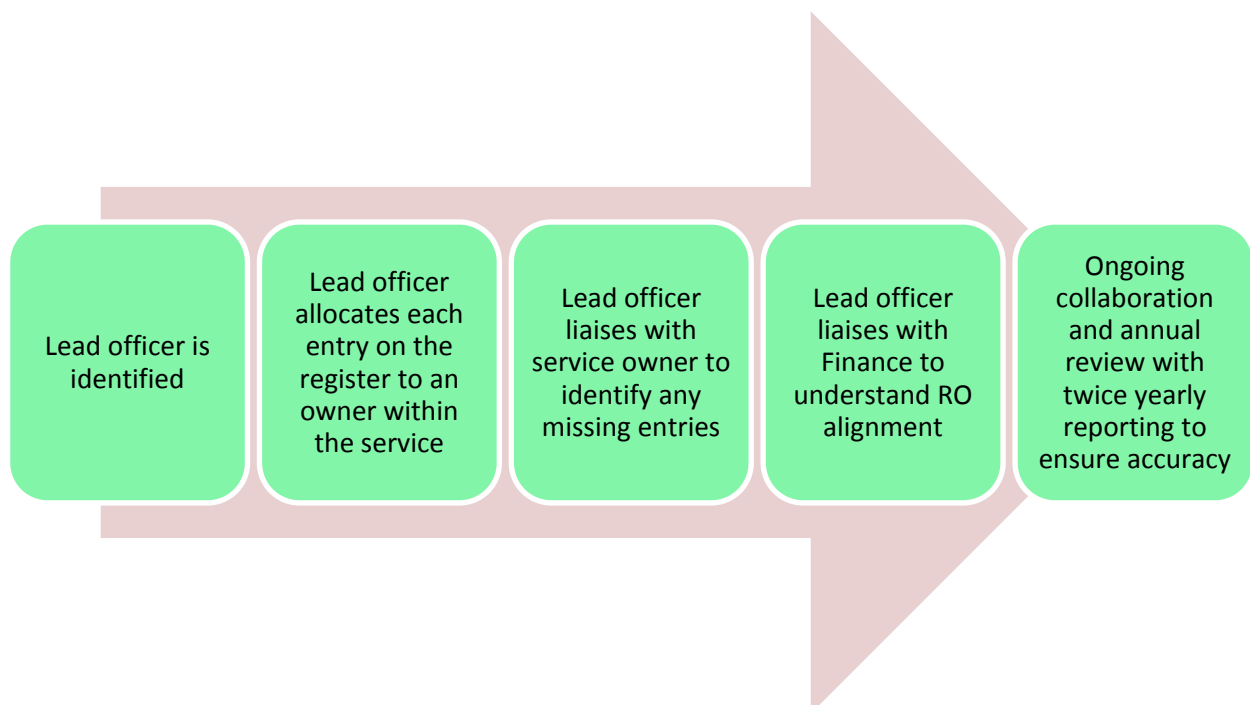 Lead officer is
identified
Lead officer
allocates each
entry on the
register to an
owner within
the service
Lead officer
liaises with
service owner to
identify any
missing entries
Lead officer
liaises with
Finance to
understand RO
alignment
Ongoing
collaboration
and annual
review with
twice yearly
reporting to
ensure accuracy